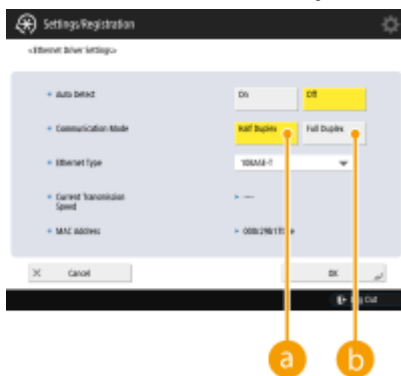 Settings/Registration
<Ethernet Driver Settings>
Auto Detect
On
Off
Communication Mode
Half Duplex
Full Duplex
Ethernet Type
10BASE-T
Current Transmission
Speed
----
MAC Address
Cancel
OK
Out
a
b